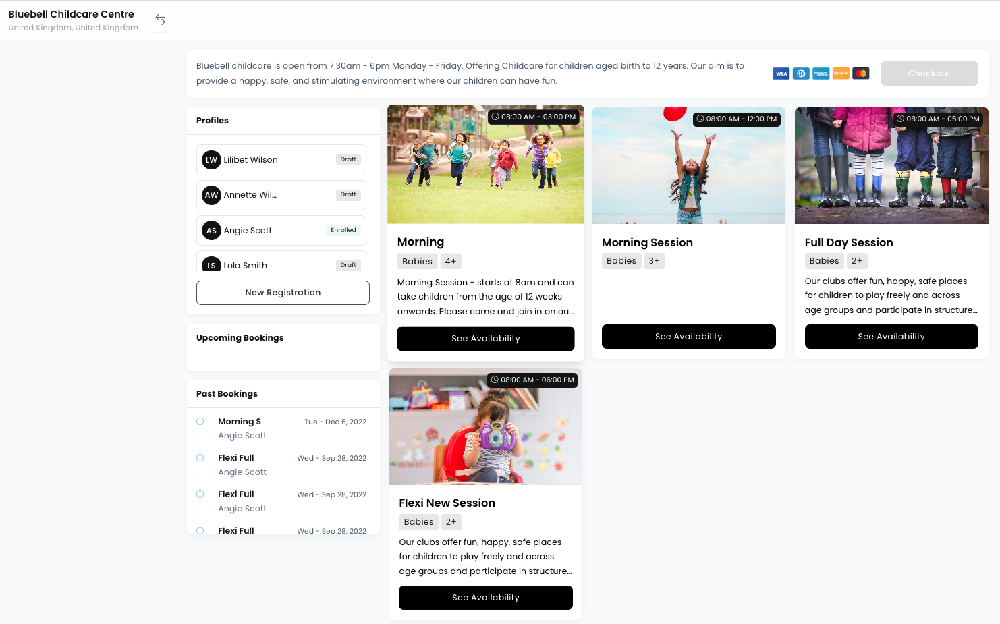 Bluebell Childcare Centre
United Kingdom, United Kingdom
Bluebell childcare is open from 7.30am - 6pm Monday - Friday. Offering Childcare for children aged birth to 12 years. Our aim is to
provide a happy, safe, and stimulating environment where our children can have fun.
VISA
AMERICAN EXPRESS
DISCOVER
Checkout
Profiles
LW Lilibet Wilson Draft
AW Annette Wil... Draft
AS Angie Scott Enrolled
LS Lola Smith Draft
New Registration
Upcoming Bookings
Past Bookings
Morning S Tue - Dec 6, 2022
Angie Scott
Flexi Full Wed - Sep 28, 2022
Angie Scott
Flexi Full Wed - Sep 28, 2022
Angie Scott
Flexi Full Wed - Sep 28, 2022
08:00 AM - 03:00 PM
Morning
Babies 4+
Morning Session - starts at 8am and can
take children from the age of 12 weeks
onwards. Please come and join in on ou...
See Availability
08:00 AM - 12:00 PM
Morning Session
Babies 3+
See Availability
08:00 AM - 05:00 PM
Full Day Session
Babies 2+
Our clubs offer fun, happy, safe places
for children to play freely and across
age groups and participate in structure...
See Availability
08:00 AM - 06:00 PM
Flexi New Session
Babies 2+
Our clubs offer fun, happy, safe places
for children to play freely and across
age groups and participate in structure...
See Availability